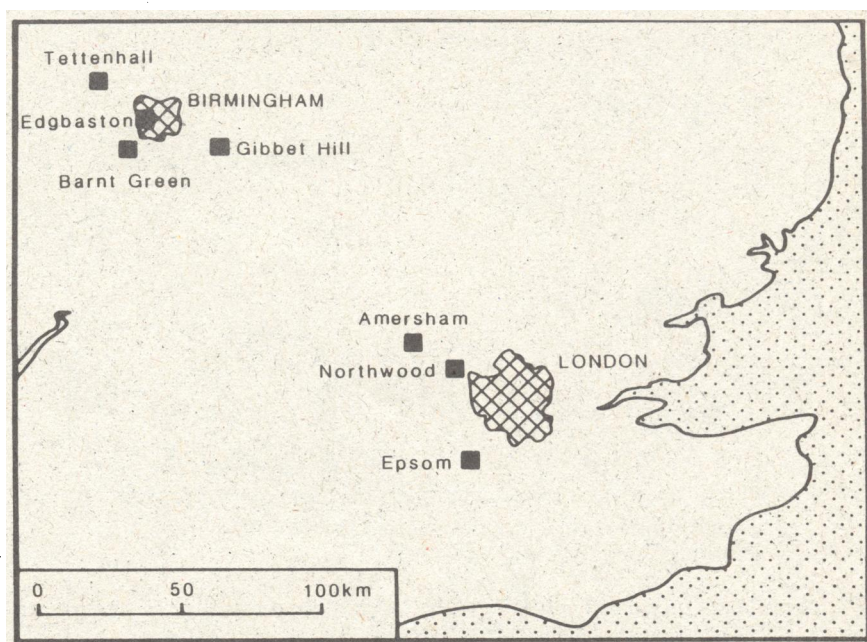 Tettenhall
BIRMINGHAM
Edgbaston
Gibbet Hill
Barnt Green
Amersham
Northwood
LONDON
Epsom
0 50 100km